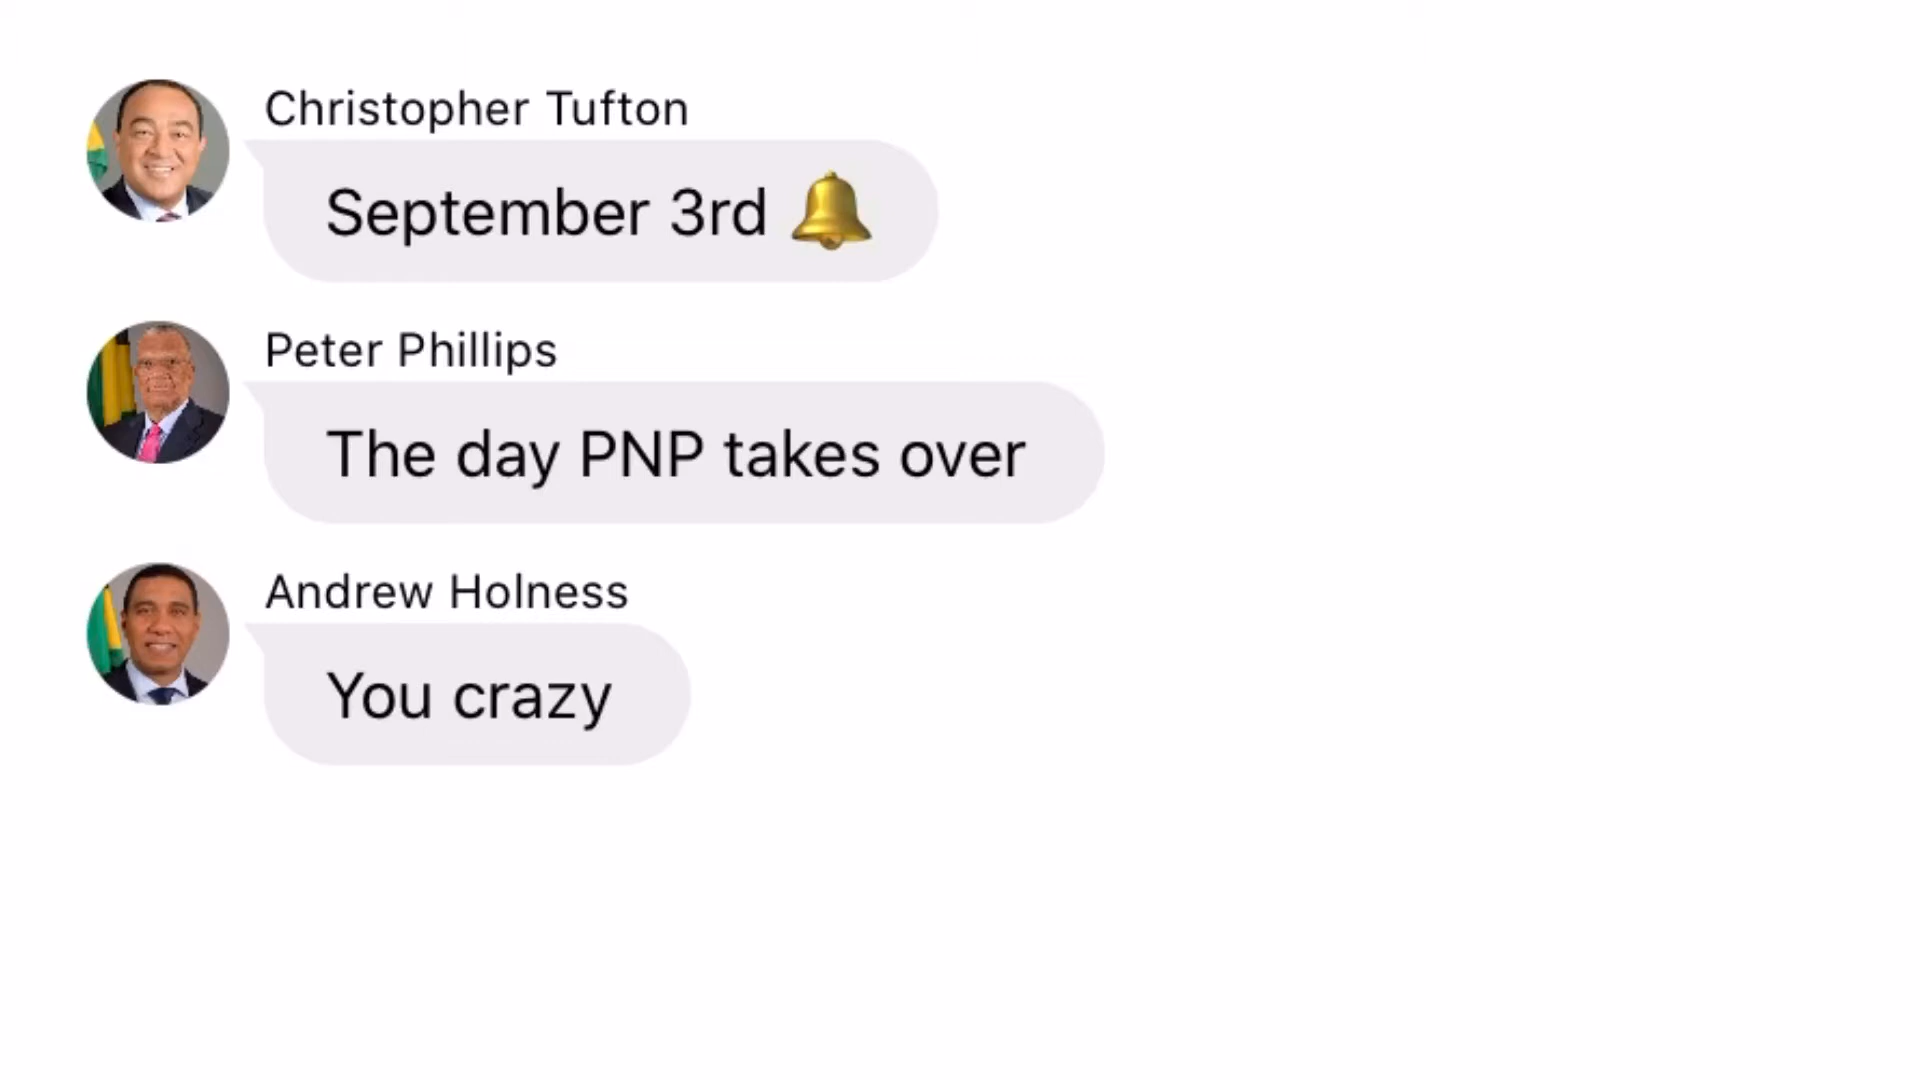 Christopher Tufton
September 3rd 🔔
Peter Phillips
The day PNP takes over
Andrew Holness
You crazy